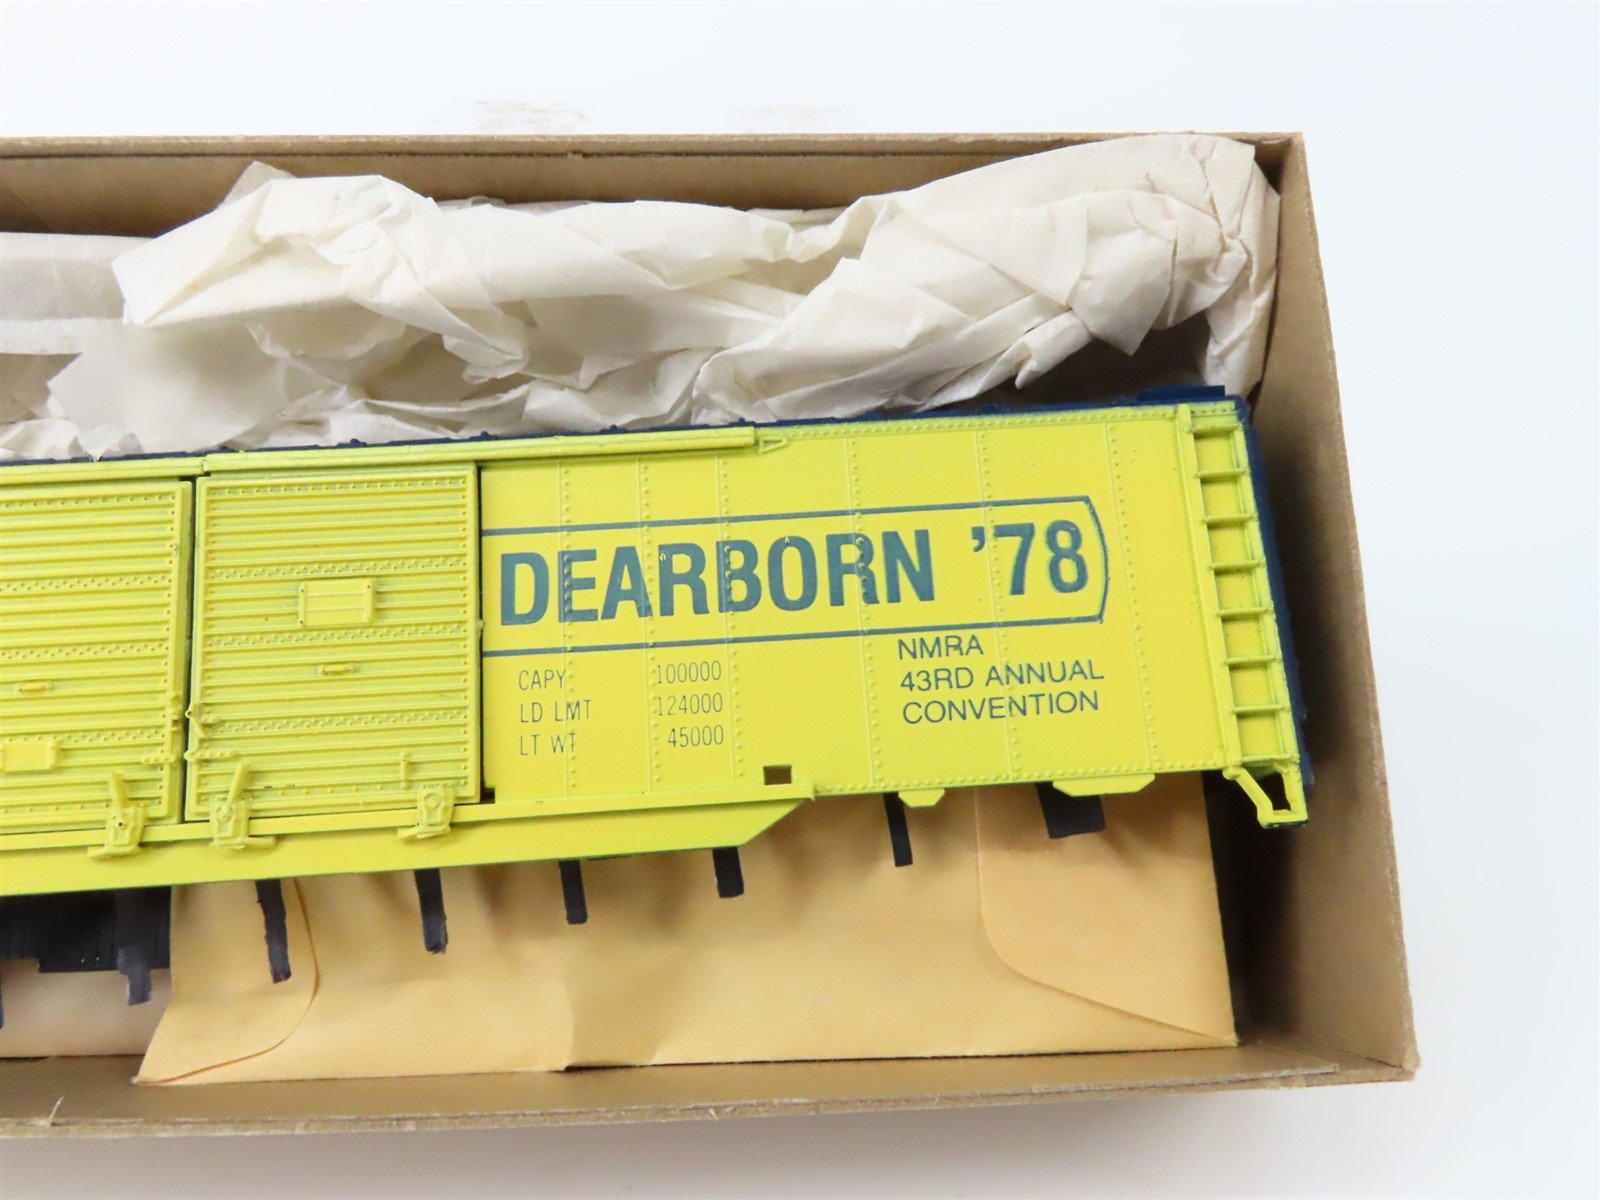 DEARBORN '78
NMRA
43RD ANNUAL
CONVENTION
CAPY 100000
LD LMT 124000
LT WT 45000